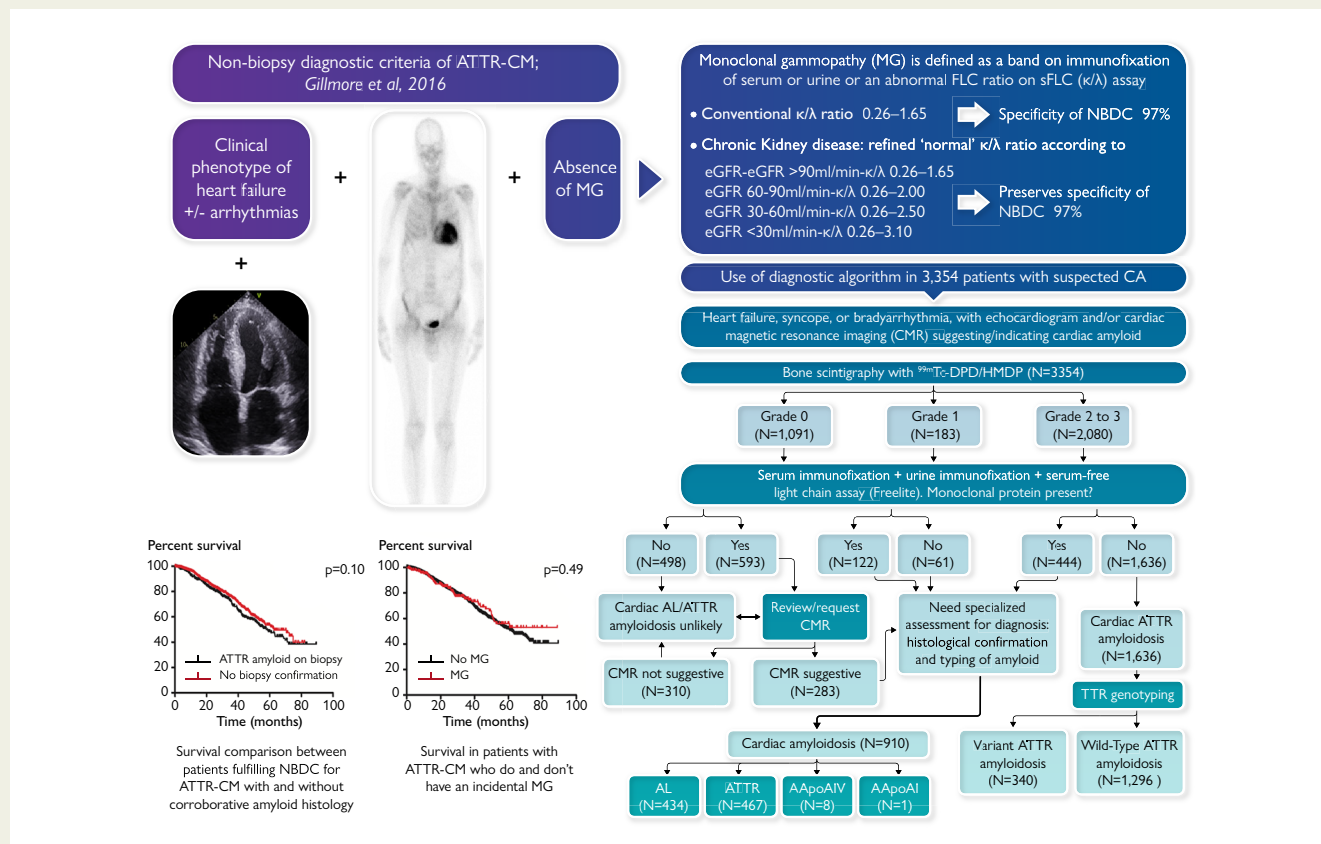 Non-biopsy diagnostic criteria of ATTR-CM;
Gillmore et al, 2016
Clinical
phenotype of
heart failure
+/- arrhythmias
+
+
+
Absence
of MG
Monoclonal gammopathy (MG) is defined as a band on immunofixation
of serum or urine or an abnormal FLC ratio on sFLC (κ/λ) assay
• Conventional κ/λ ratio 0.26–1.65
Specificity of NBDC 97%
• Chronic Kidney disease: refined ‘normal’ κ/λ ratio according to
eGFR-eGFR >90ml/min-κ/λ 0.26–1.65
eGFR 60-90ml/min-κ/λ 0.26–2.00
eGFR 30-60ml/min-κ/λ 0.26–2.50
eGFR <30ml/min-κ/λ 0.26–3.10
Preserves specificity of
NBDC 97%
Use of diagnostic algorithm in 3,354 patients with suspected CA
Heart failure, syncope, or bradyarrhythmia, with echocardiogram and/or cardiac
magnetic resonance imaging (CMR) suggesting/indicating cardiac amyloid
Bone scintigraphy with 99mTc-DPD/HMDP (N=3354)
Grade 0
(N=1,091)
Grade 1
(N=183)
Grade 2 to 3
(N=2,080)
Serum immunofixation + urine immunofixation + serum-free
light chain assay (Freelite). Monoclonal protein present?
No
(N=498)
Yes
(N=593)
Yes
(N=122)
No
(N=61)
Yes
(N=444)
No
(N=1,636)
Cardiac AL/ATTR
amyloidosis unlikely
Review/request
CMR
Need specialized
assessment for diagnosis:
histological confirmation
and typing of amyloid
Cardiac ATTR
amyloidosis
(N=1,636)
CMR not suggestive
(N=310)
CMR suggestive
(N=283)
TTR genotyping
Cardiac amyloidosis (N=910)
Variant ATTR
amyloidosis
(N=340)
Wild-Type ATTR
amyloidosis
(N=1,296 )
AL
(N=434)
ATTR
(N=467)
AApoAIV
(N=8)
AApoAI
(N=1)
Percent survival
p=0.10
100
80
60
40
20
0
ATTR amyloid on biopsy
No biopsy confirmation
0 20 40 60 80 100
Time (months)
Survival comparison between
patients fulfilling NBDC for
ATTR-CM with and without
corroborative amyloid histology
Percent survival
p=0.49
100
80
60
40
20
0
No MG
MG
0 20 40 60 80 100
Time (months)
Survival in patients with
ATTR-CM who do and don’t
have an incidental MG